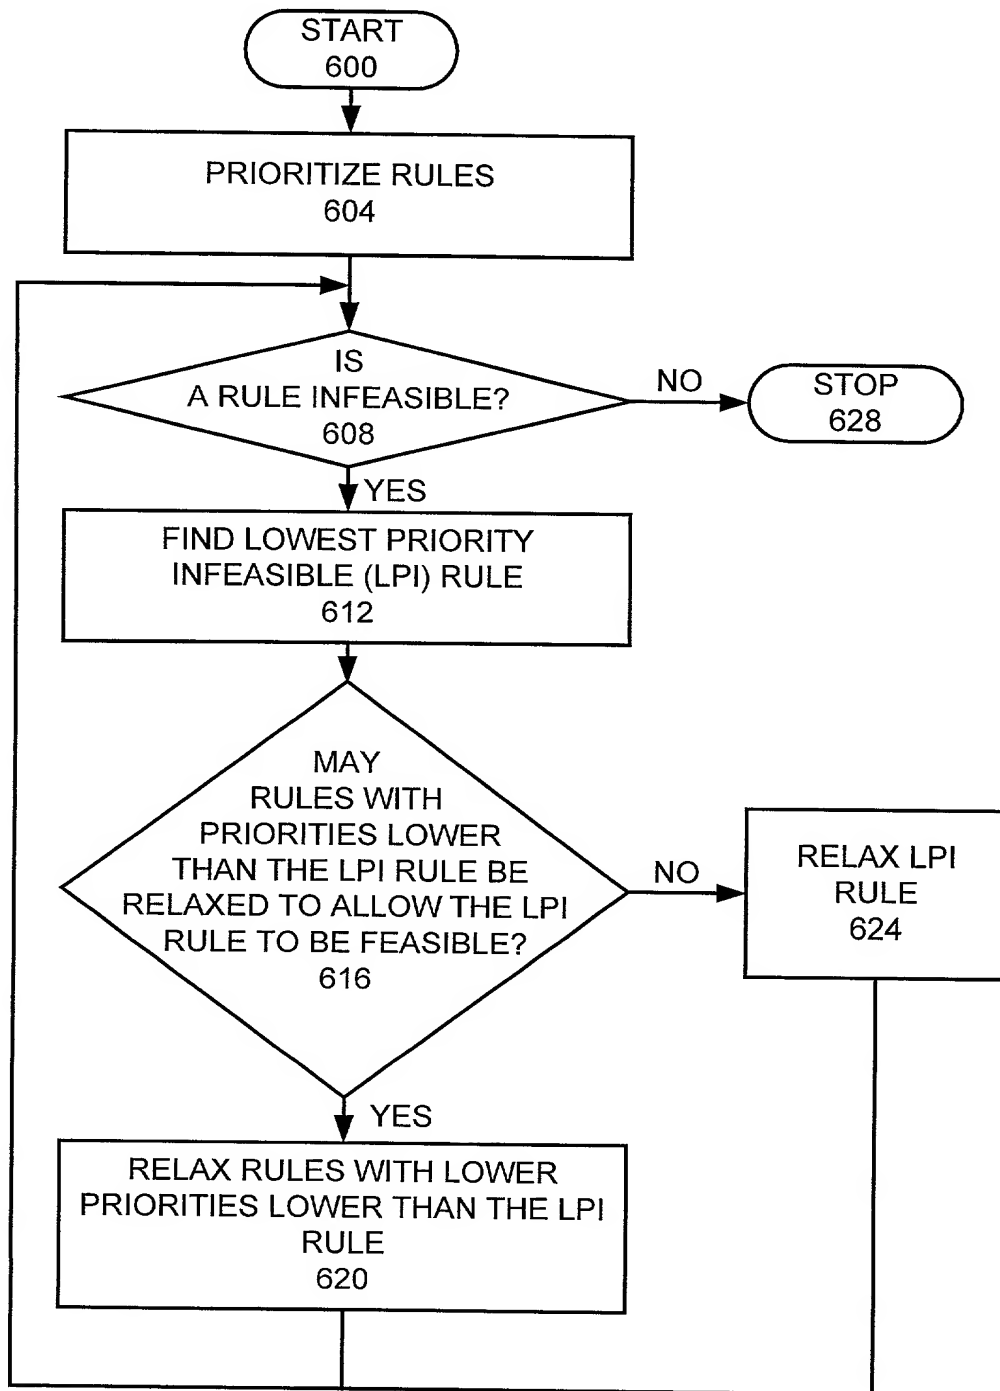 START
600
PRIORITIZE RULES
604
IS
A RULE INFEASIBLE?
608
NO
STOP
628
YES
FIND LOWEST PRIORITY
INFEASIBLE (LPI) RULE
612
MAY
RULES WITH
PRIORITIES LOWER
THAN THE LPI RULE BE
RELAXED TO ALLOW THE LPI
RULE TO BE FEASIBLE?
616
NO
RELAX LPI
RULE
624
YES
RELAX RULES WITH LOWER
PRIORITIES LOWER THAN THE LPI
RULE
620